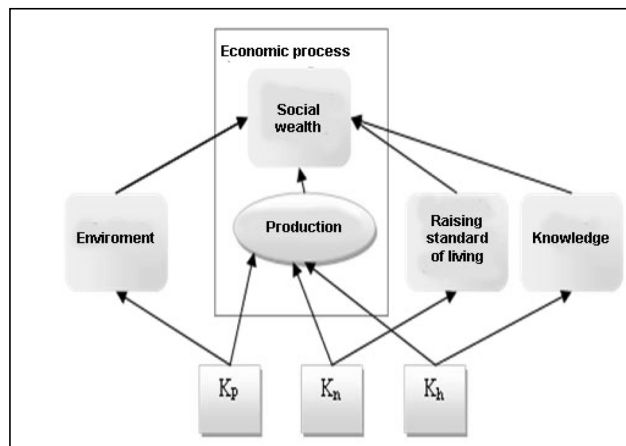 Economic process
Social
wealth
Enviroment
Production
Raising
standard
of living
Knowledge
Kp
Kn
Kh